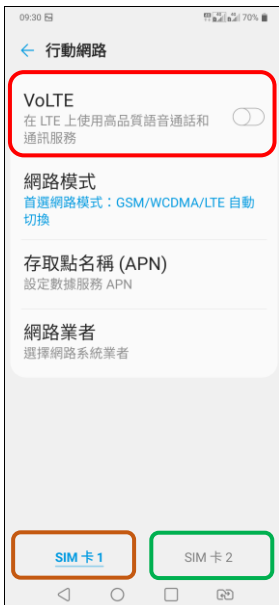 09:30 70%
行動網路
VoLTE
在 LTE 上使用高品質語音通話和
通訊服務
網路模式
首選網路模式：GSM/WCDMA/LTE 自動
切換
存取點名稱 (APN)
設定數據服務 APN
網路業者
選擇網路系統業者
SIM 卡 1 SIM 卡 2